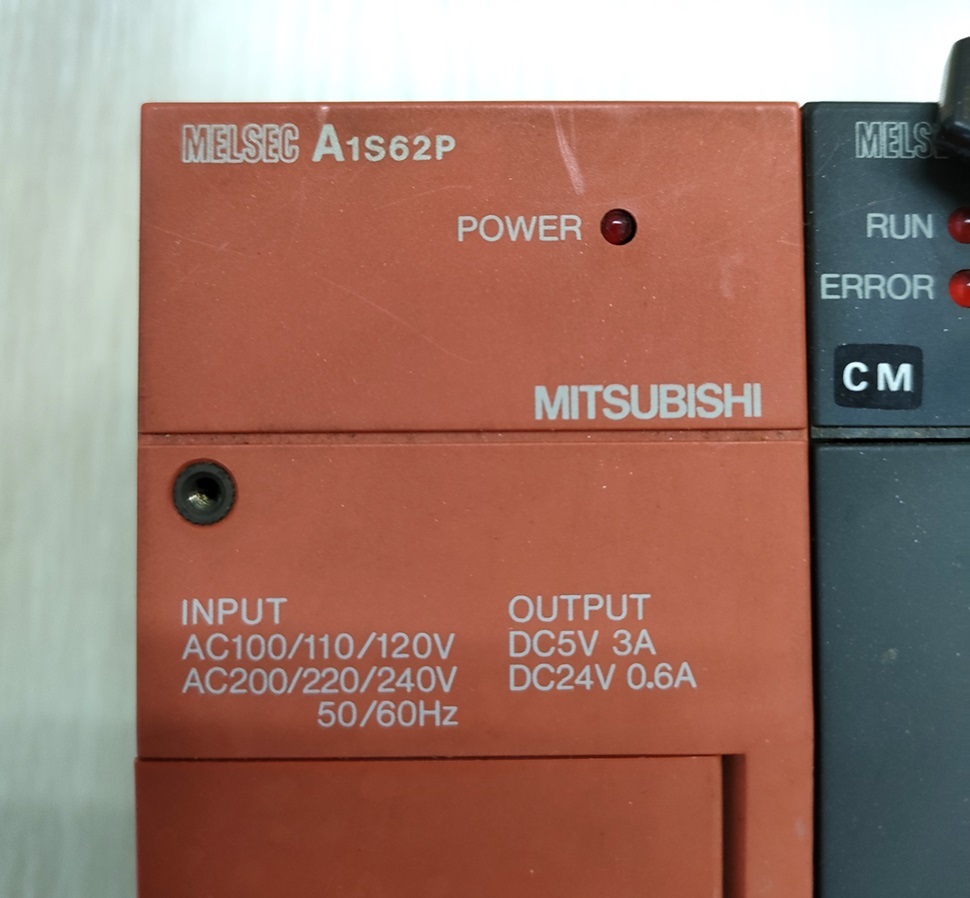 MELSEC A1S62P
POWER
MITSUBISHI
INPUT
AC100/110/120V
AC200/220/240V
50/60Hz
OUTPUT
DC5V 3A
DC24V 0.6A
RUN
ERROR
CM